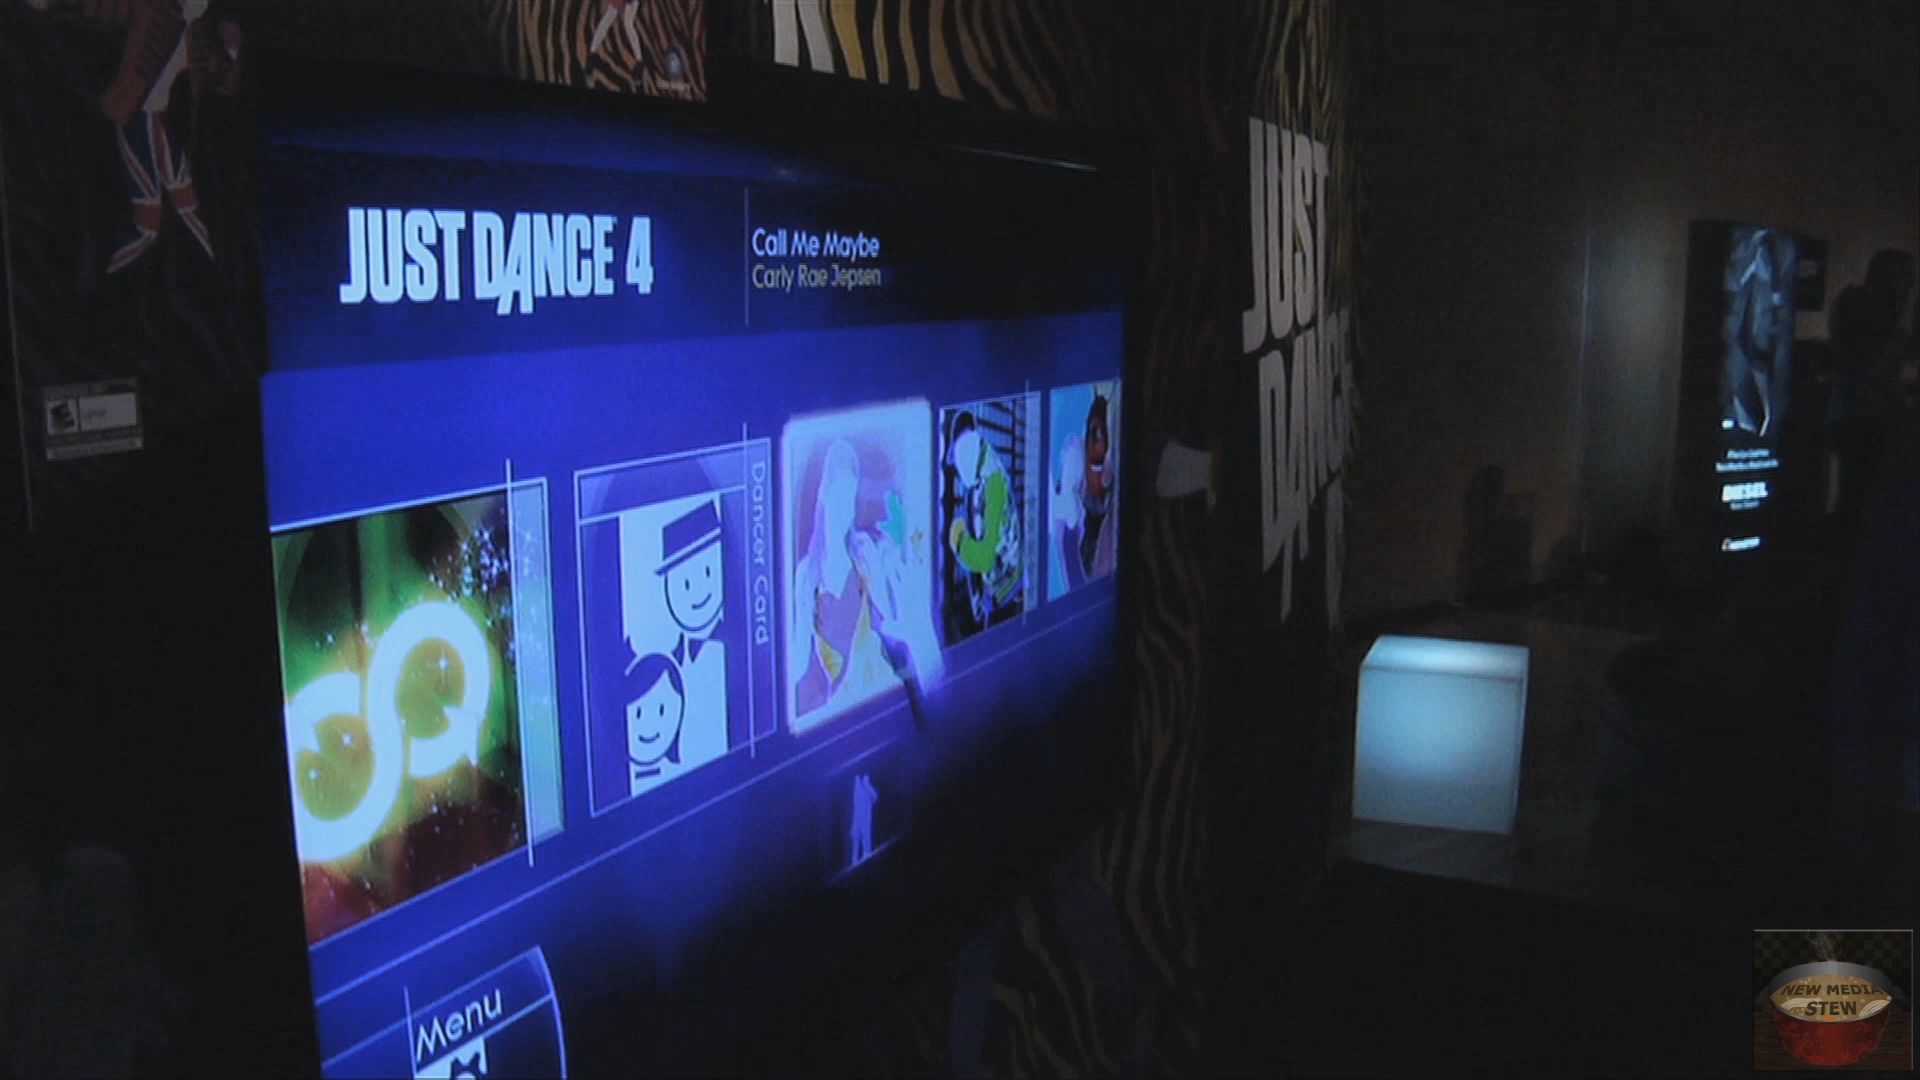 JUST DANCE 4
Call Me Maybe
Carly Rae Jepsen
Dancer Card
Menu
JUST
DANCE
DIESEL
NEW MEDIA
STEW